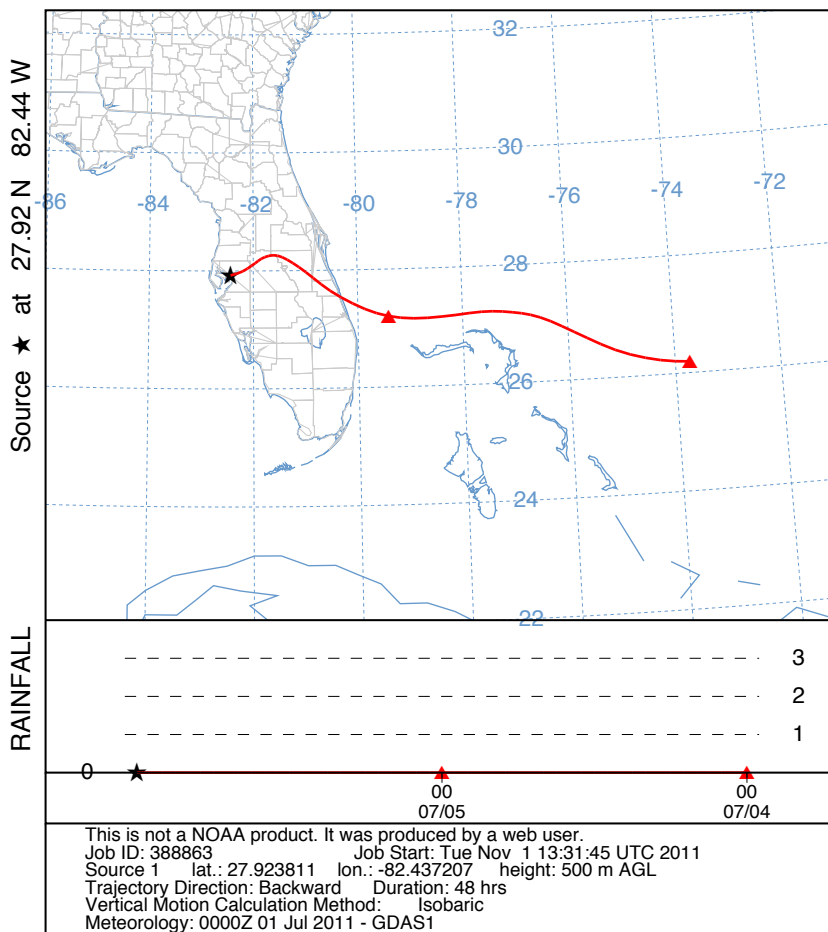 Source ★ at 27.92 N 82.44 W
32
30
-86
-84
-82
-80
-78
-76
-74
-72
28
26
24
22
RAINFALL
3
2
1
0
00
00
07/05
07/04
This is not a NOAA product. It was produced by a web user.
Job ID: 388863 Job Start: Tue Nov 1 13:31:45 UTC 2011
Source 1 lat.: 27.923811 lon.: -82.437207 height: 500 m AGL
Trajectory Direction: Backward Duration: 48 hrs
Vertical Motion Calculation Method: Isobaric
Meteorology: 0000Z 01 Jul 2011 - GDAS1